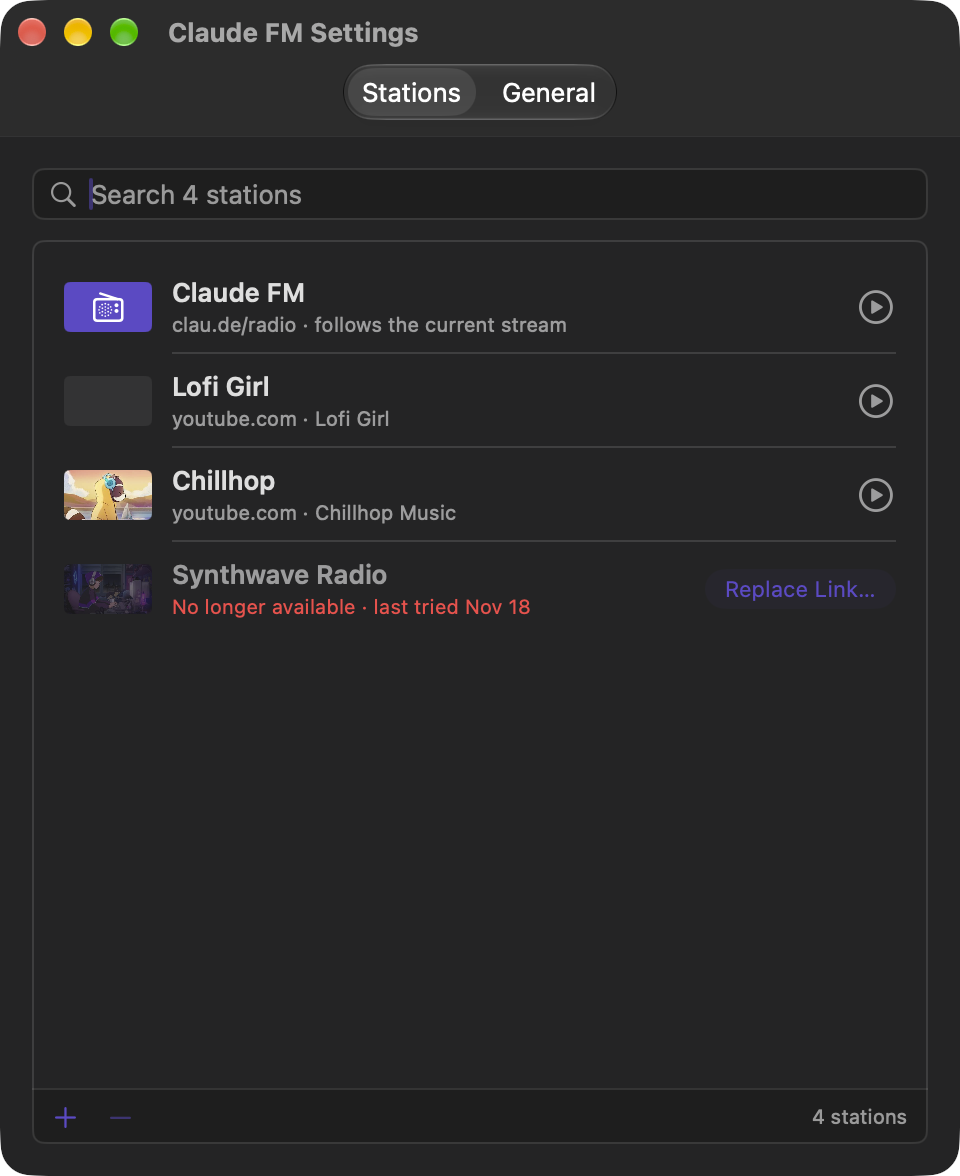 Claude FM Settings
Stations General
Search 4 stations
Claude FM
clau.de/radio · follows the current stream
Lofi Girl
youtube.com · Lofi Girl
Chillhop
youtube.com · Chillhop Music
Synthwave Radio
No longer available · last tried Nov 18
Replace Link...
4 stations